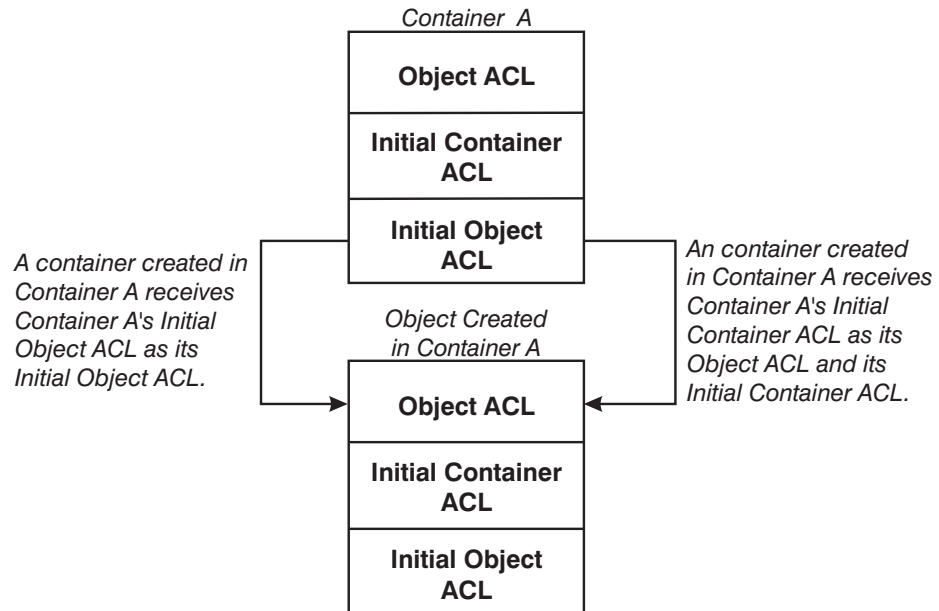 Container A
Object ACL
Initial Container
ACL
Initial Object
ACL
A container created in
Container A receives
Container A's Initial
Object ACL as its
Initial Object ACL.
An container created
in Container A receives
Container A's Initial
Container ACL as its
Object ACL and its
Initial Container ACL.
Object Created
in Container A
Object ACL
Initial Container
ACL
Initial Object
ACL